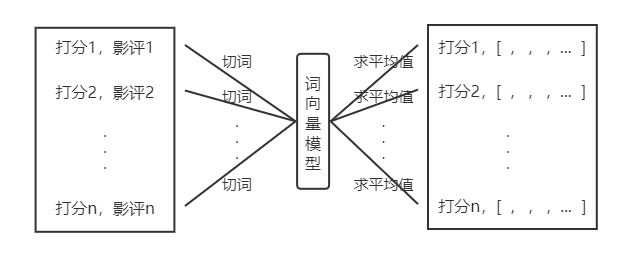 打分1，影评1
打分2，影评2
.
.
.
打分n，影评n
切词
切词
.
.
.
切词
词
向
量
模
型
求平均值
求平均值
.
.
.
求平均值
打分1，[ ， ， ，... ]
打分2，[ ， ， ，... ]
.
.
.
打分n，[ ， ， ，... ]